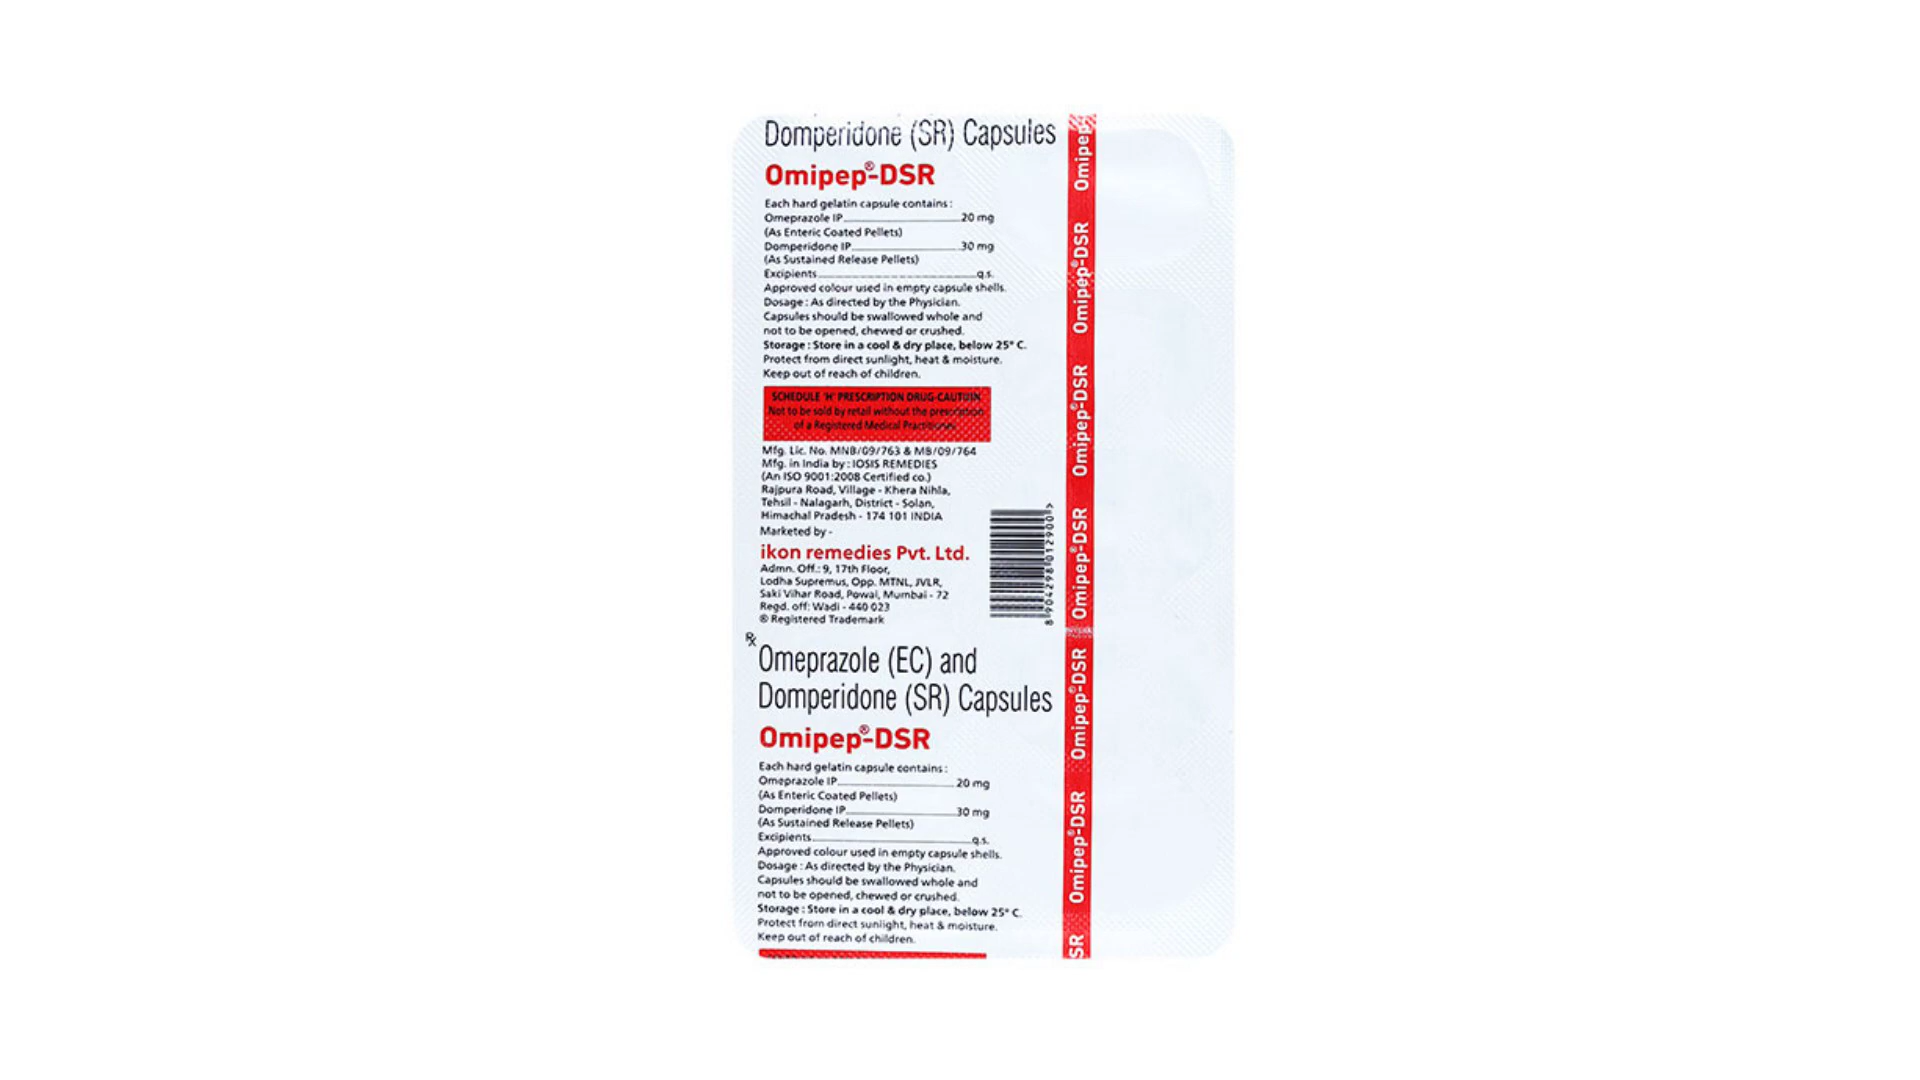 Domperidone (SR) Capsules
Omipep®-DSR
Each hard gelatin capsule contains :
Omeprazole IP 20 mg
(As Enteric Coated Pellets)
Domperidone IP 30 mg
(As Sustained Release Pellets)
Excipients q.s.
Approved colour used in empty capsule shells.
Dosage : As directed by the Physician.
Capsules should be swallowed whole and
not to be opened, chewed or crushed.
Storage : Store in a cool & dry place, below 25° C.
Protect from direct sunlight, heat & moisture.
Keep out of reach of children.
SCHEDULE 'H' PRESCRIPTION DRUG-CAUTION
Not to be sold by retail without the prescription
of a Registered Medical Practitioner
Mfg. Lic. No. MNB/09/763 & MB/09/764
Mfg. in India by : IOSIS REMEDIES
(An ISO 9001:2008 Certified co.)
Rajpura Road, Village - Khera Nihla,
Tehsil - Nalagarh, District - Solan,
Himachal Pradesh - 174 101 INDIA
Marketed by -
ikon remedies Pvt. Ltd.
Admn. Off.: 9, 17th Floor,
Lodha Supremus, Opp. MTNL, JVLR,
Saki Vihar Road, Powai, Mumbai - 72
Regd. off: Wadi - 440 023
® Registered Trademark
8 904298 012900 >
Rx
Omeprazole (EC) and
Domperidone (SR) Capsules
Omipep®-DSR
Each hard gelatin capsule contains :
Omeprazole IP 20 mg
(As Enteric Coated Pellets)
Domperidone IP 30 mg
(As Sustained Release Pellets)
Excipients q.s.
Approved colour used in empty capsule shells.
Dosage : As directed by the Physician.
Capsules should be swallowed whole and
not to be opened, chewed or crushed.
Storage : Store in a cool & dry place, below 25° C.
Protect from direct sunlight, heat & moisture.
Keep out of reach of children.
Omipep
Omipep®-DSR
Omipep®-DSR
Omipep®-DSR
Omipep®-DSR
Omipep®-DSR
SR